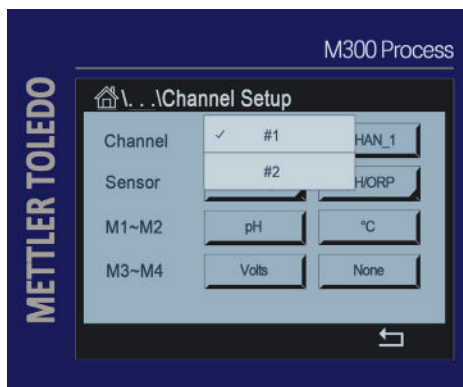 M300 Process
METTLER TOLEDO
\. . .\Channel Setup
Channel #1 HAN_1
#2
Sensor H/ORP
M1~M2 pH °C
M3~M4 Volts None